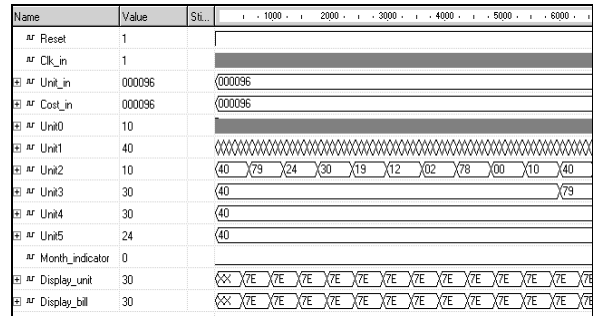 Name Value Sti... 1000 2000 3000 4000 5000 6000
Reset 1
Clk_in 1
Unit_in 000096 000096
Cost_in 000096 000096
Unit0 10
Unit1 40
Unit2 10 40 79 24 30 19 12 02 78 00 10 40
Unit3 30 40 79
Unit4 30 40
Unit5 24 40
Month_indicator 0
Display_unit 30 XX 7E 7E 7E 7E 7E 7E 7E 7E 7E 7E 7E
Display_bill 30 XX 7E 7E 7E 7E 7E 7E 7E 7E 7E 7E 7E